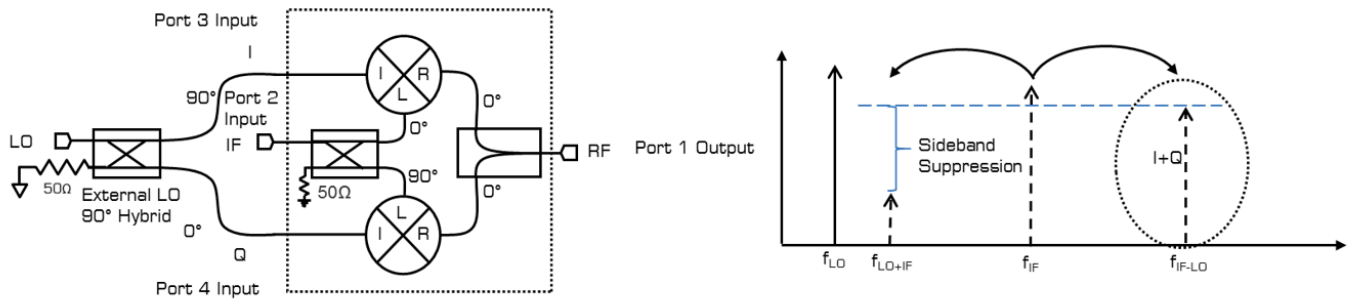 Port 3 Input
I
90°
Port 2
Input
LO
IF
50Ω
External LO
90° Hybrid
0°
Q
Port 4 Input
I
R
L
0°
0°
50Ω
90°
L
I
R
0°
RF
Port 1 Output
Sideband
Suppression
I+Q
fLO
fLO+IF
fIF
fIF-LO